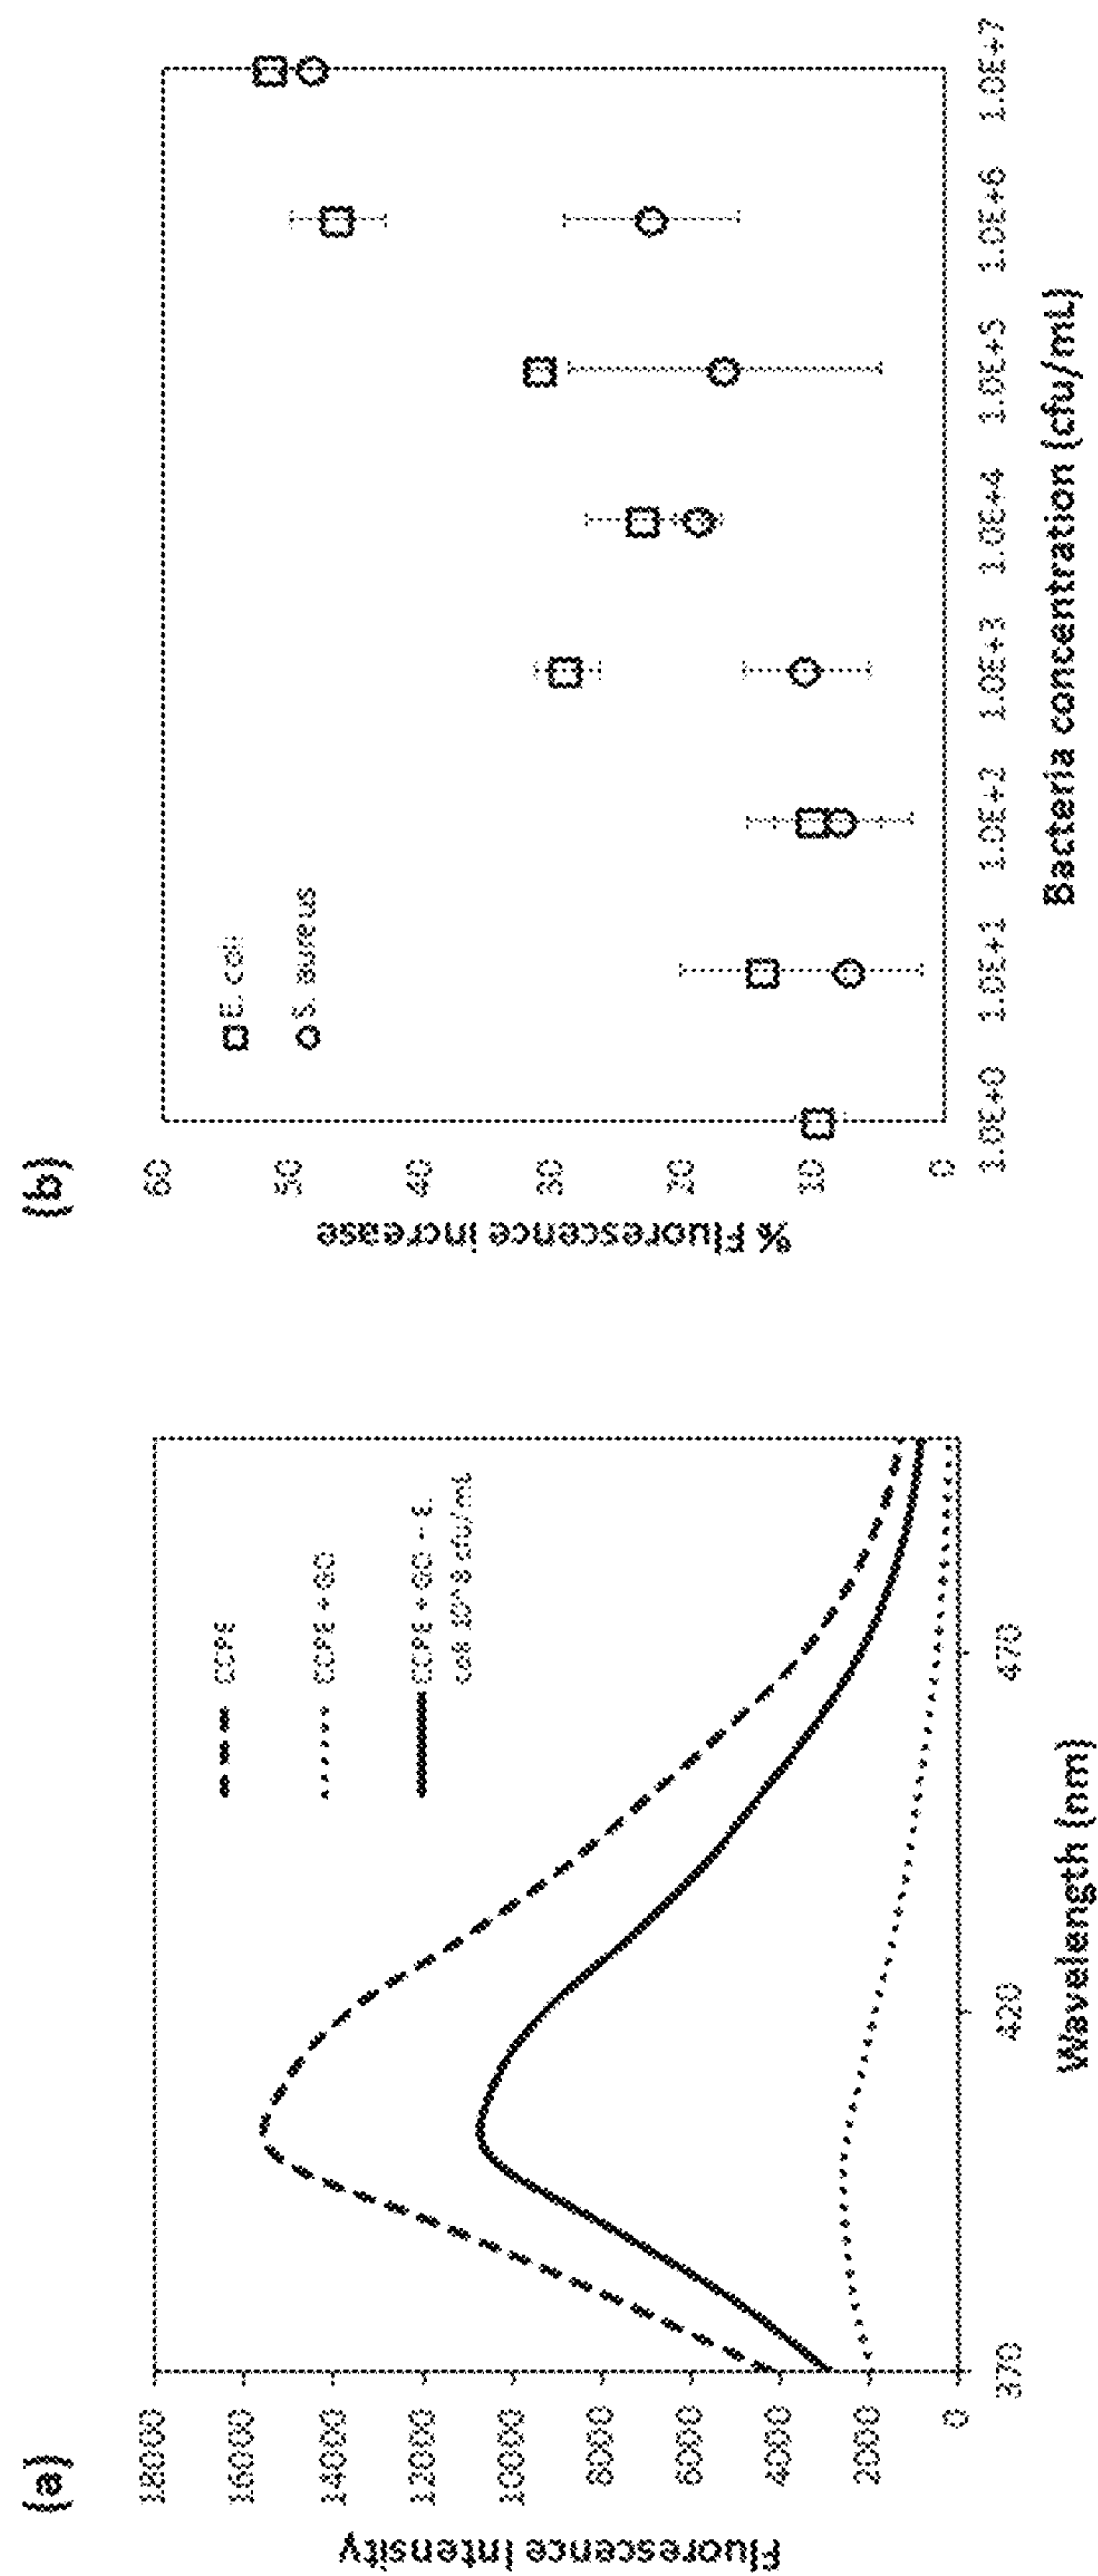 (a)
Fluorescence Intensity
18000
16000
14000
12000
10000
8000
6000
4000
2000
0
370
420
470
Wavelength (nm)
CCPE
CCPE + GO
CCPE + GO + E.
coli 10^8 cfu/mL
(b)
% Fluorescence increase
60
50
40
30
20
10
0
1.0E+0
1.0E+1
1.0E+2
1.0E+3
1.0E+4
1.0E+5
1.0E+6
1.0E+7
Bacteria concentration (cfu/mL)
E. coli
S. aureus